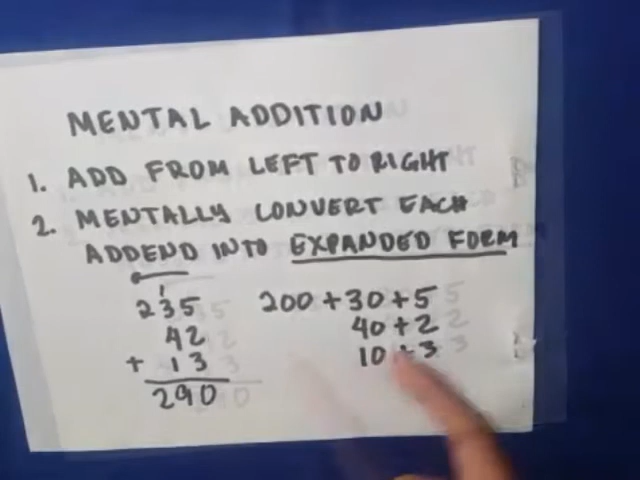 MENTAL ADDITION
1. ADD FROM LEFT TO RIGHT
2. MENTALLY CONVERT EACH
ADDEND INTO EXPANDED FORM
1
235 200 + 30 + 5
42 40 + 2
+ 13 10 + 3
290